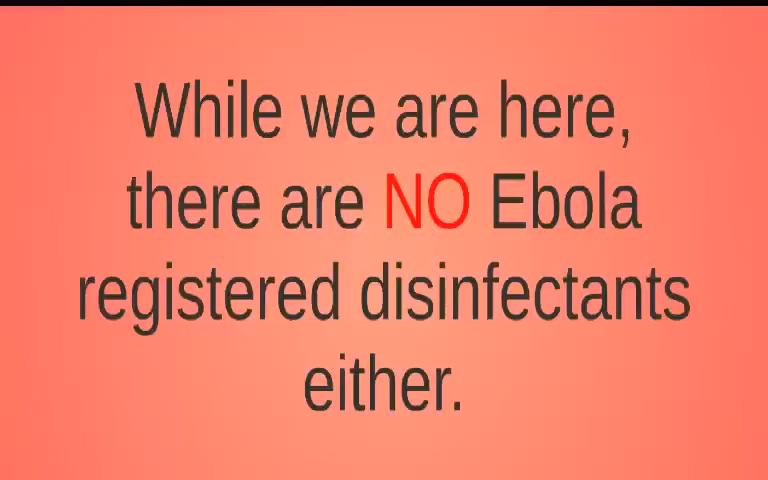 While we are here,
there are NO Ebola
registered disinfectants
either.